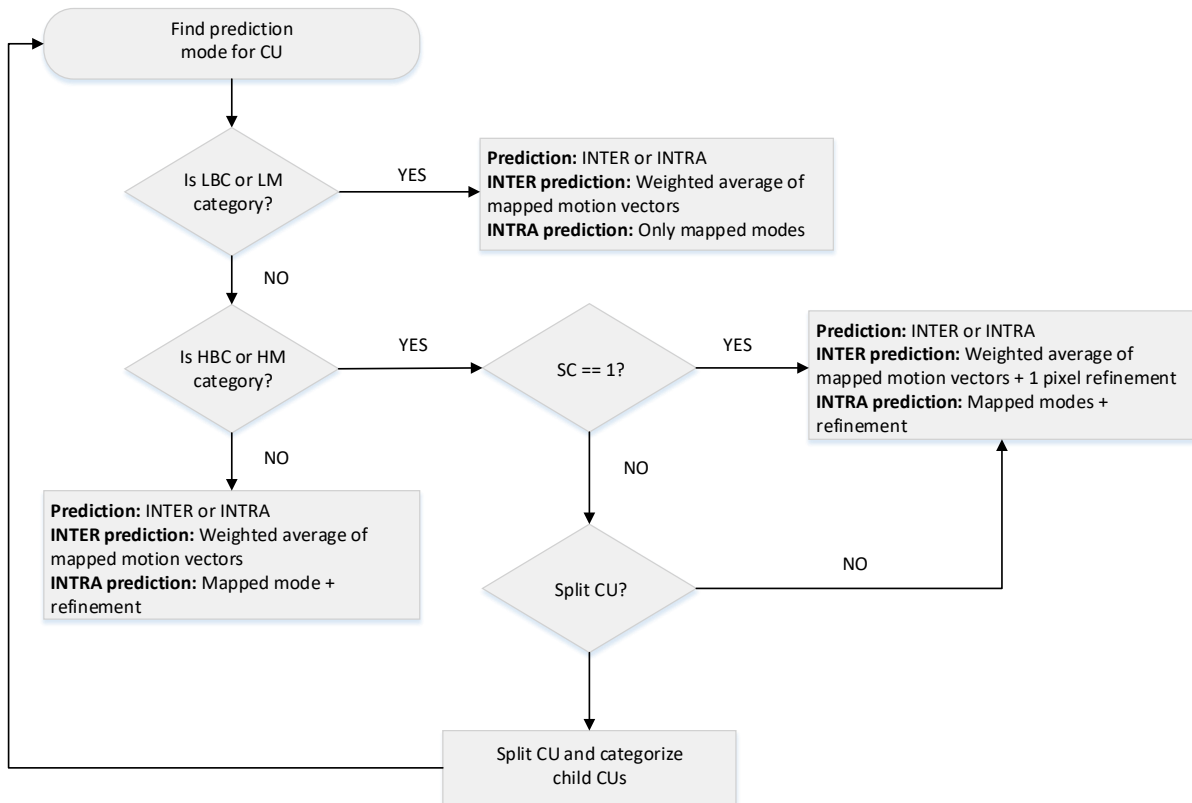 Find prediction
mode for CU
Is LBC or LM
category?
YES
Prediction: INTER or INTRA
INTER prediction: Weighted average of
mapped motion vectors
INTRA prediction: Only mapped modes
NO
Is HBC or HM
category?
YES
SC == 1?
YES
Prediction: INTER or INTRA
INTER prediction: Weighted average of
mapped motion vectors + 1 pixel refinement
INTRA prediction: Mapped modes +
refinement
NO
Prediction: INTER or INTRA
INTER prediction: Weighted average of
mapped motion vectors
INTRA prediction: Mapped mode +
refinement
NO
Split CU?
NO
Split CU and categorize
child CUs